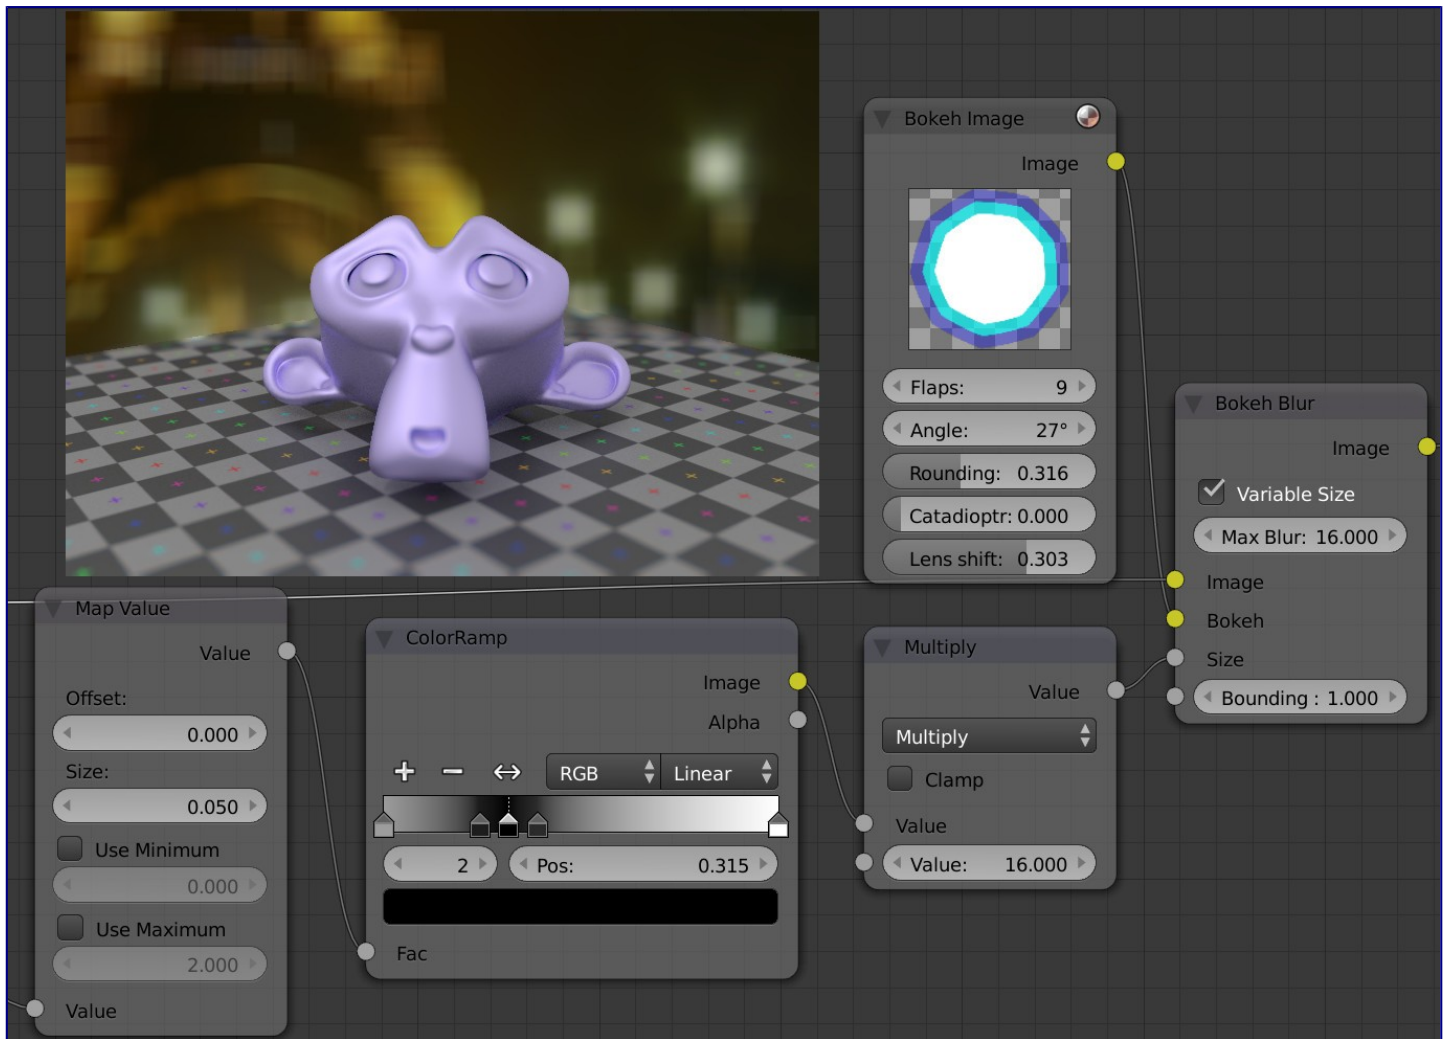 Bokeh Image
Image
Flaps: 9
Angle: 27°
Rounding: 0.316
Catadioptr: 0.000
Lens shift: 0.303
Bokeh Blur
Image
Variable Size
Max Blur: 16.000
Image
Bokeh
Size
Bounding : 1.000
Map Value
Value
Offset:
0.000
Size:
0.050
Use Minimum
0.000
Use Maximum
2.000
Value
ColorRamp
Image
Alpha
RGB Linear
2 Pos: 0.315
Fac
Multiply
Value
Multiply
Clamp
Value
Value: 16.000